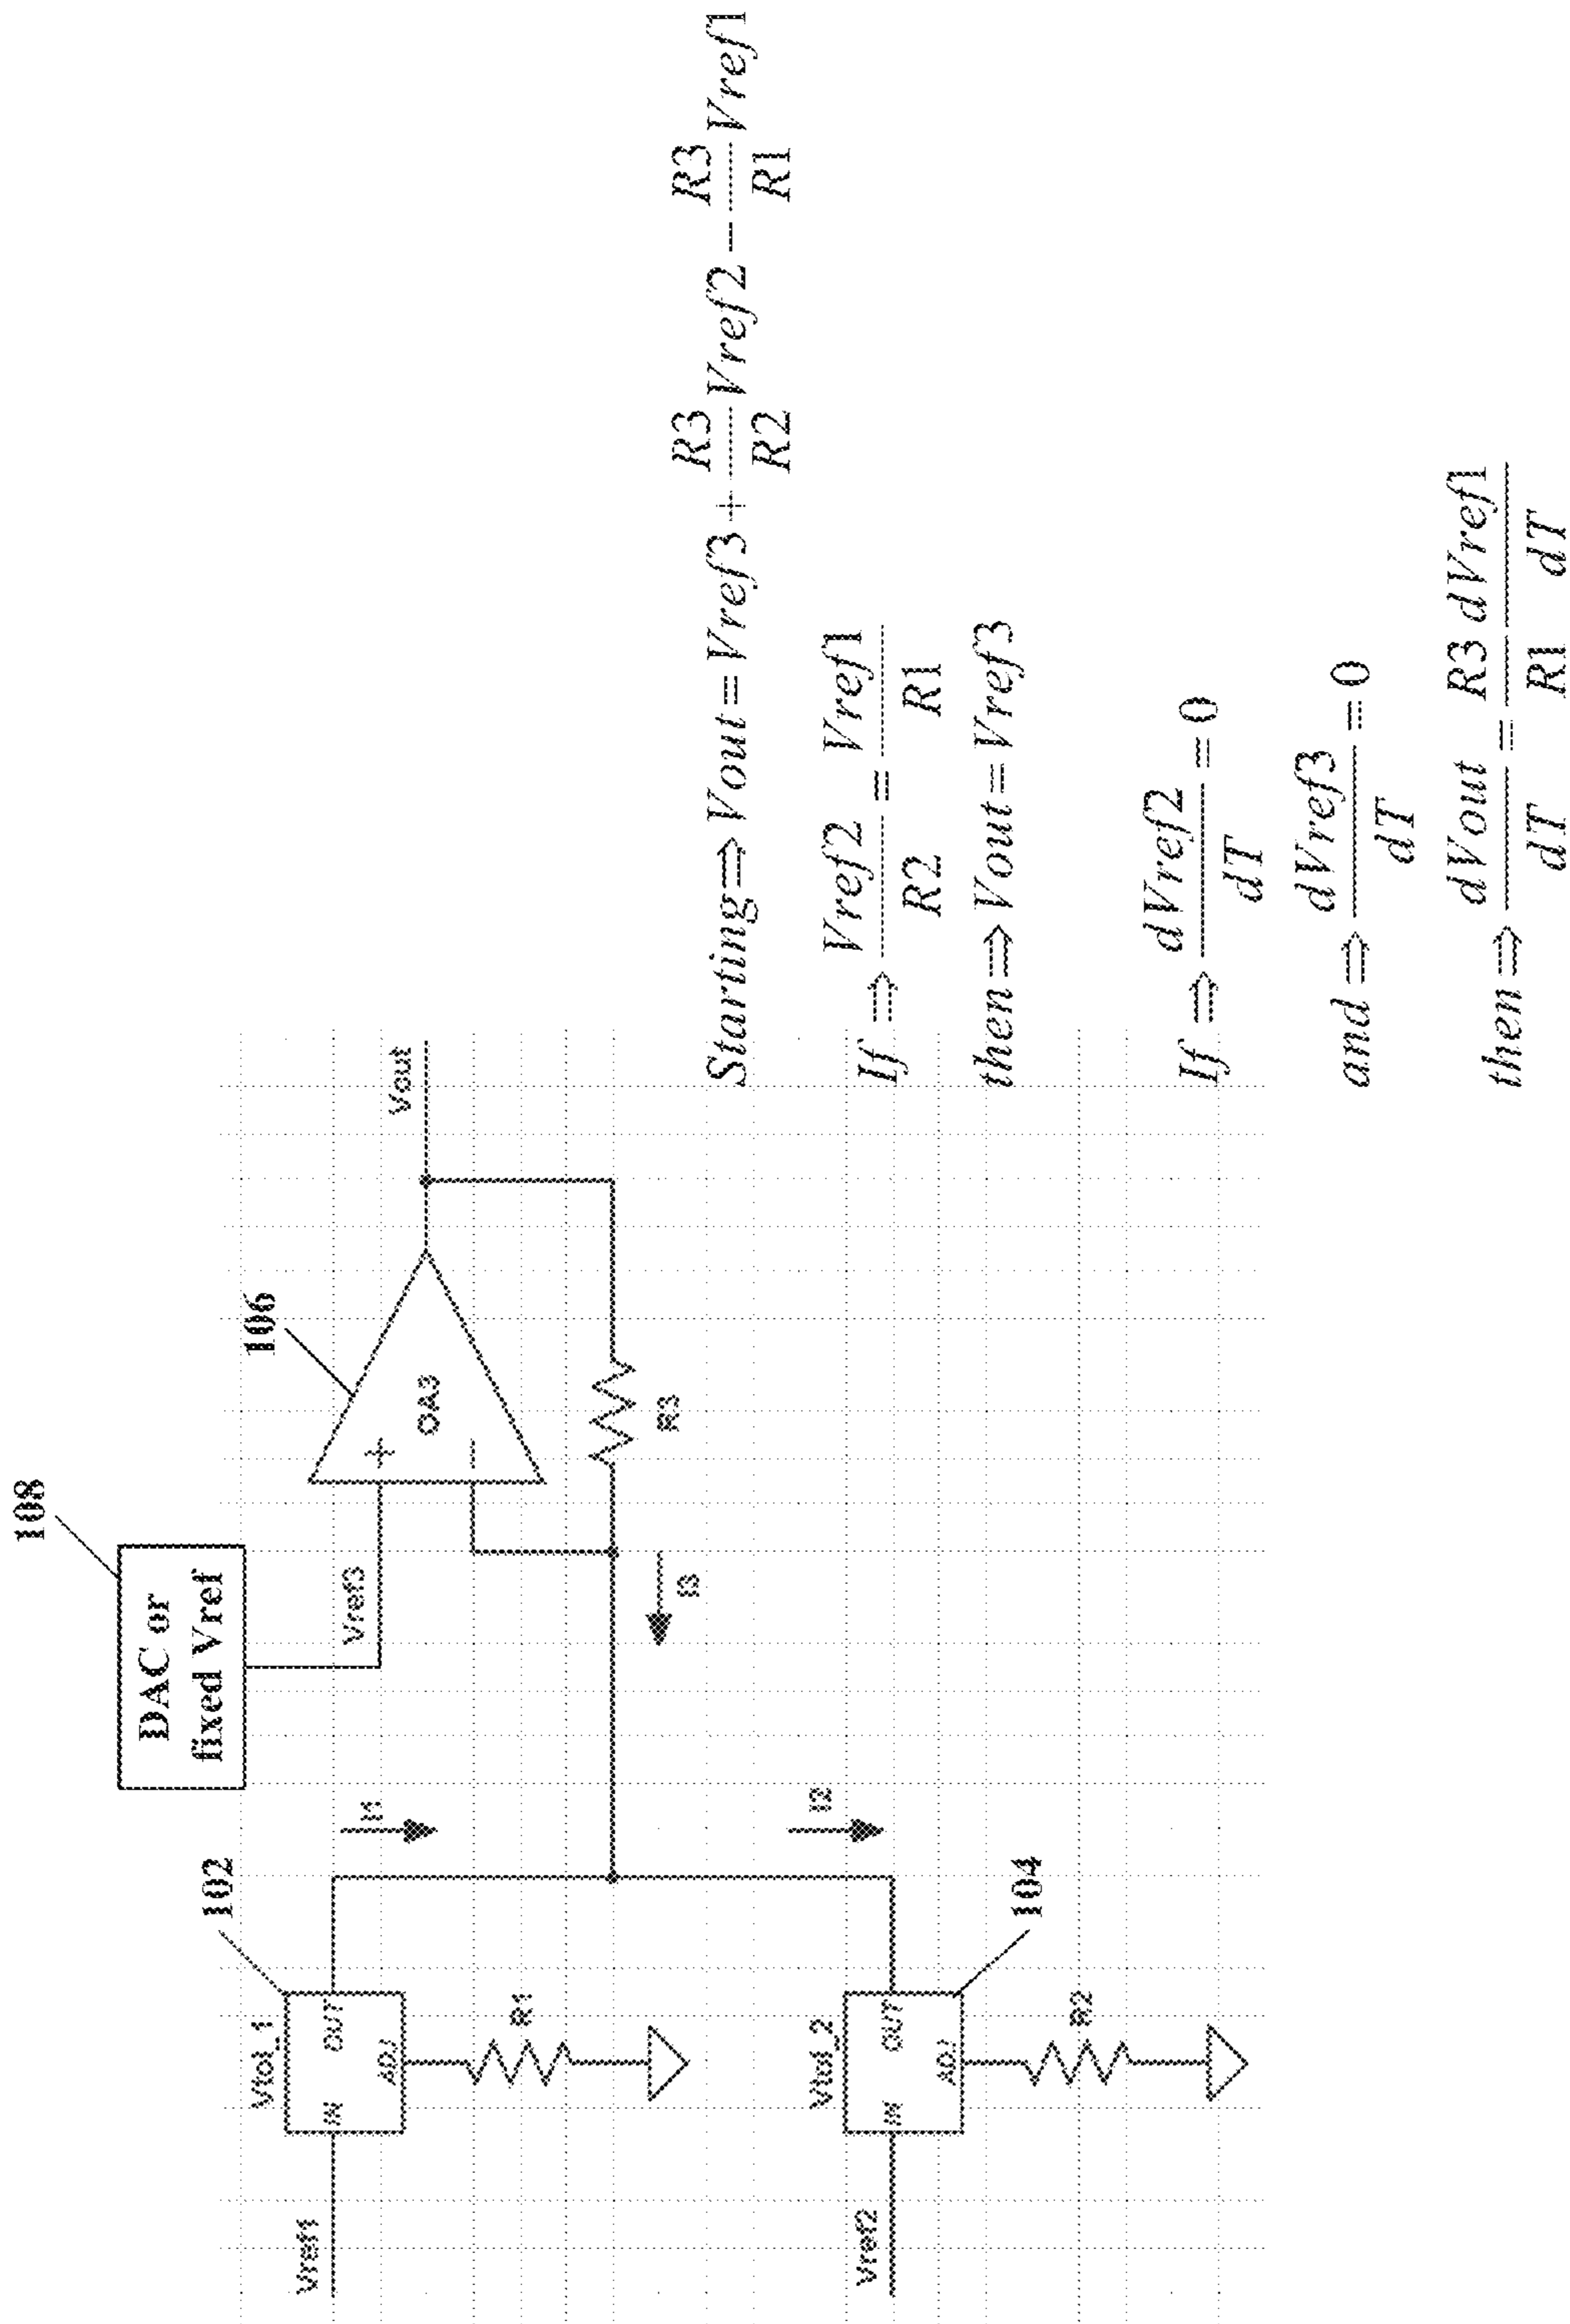 108
DAC or
fixed Vref
106
Vref3
+
−
OA3
Vout
R3
I3
102
I1
Vtoi_1
IN
OUT
ADJ
R1
Vref1
I2
104
Vtoi_2
IN
OUT
ADJ
R2
Vref2
Starting⇒Vout=Vref3+R3/R2 Vref2−R3/R1 Vref1
If ⇒ Vref2/R2 = Vref1/R1
then⇒Vout=Vref3
If ⇒ dVref2/dT = 0
and ⇒ dVref3/dT = 0
then⇒ dVout/dT = R3/R1 dVref1/dT